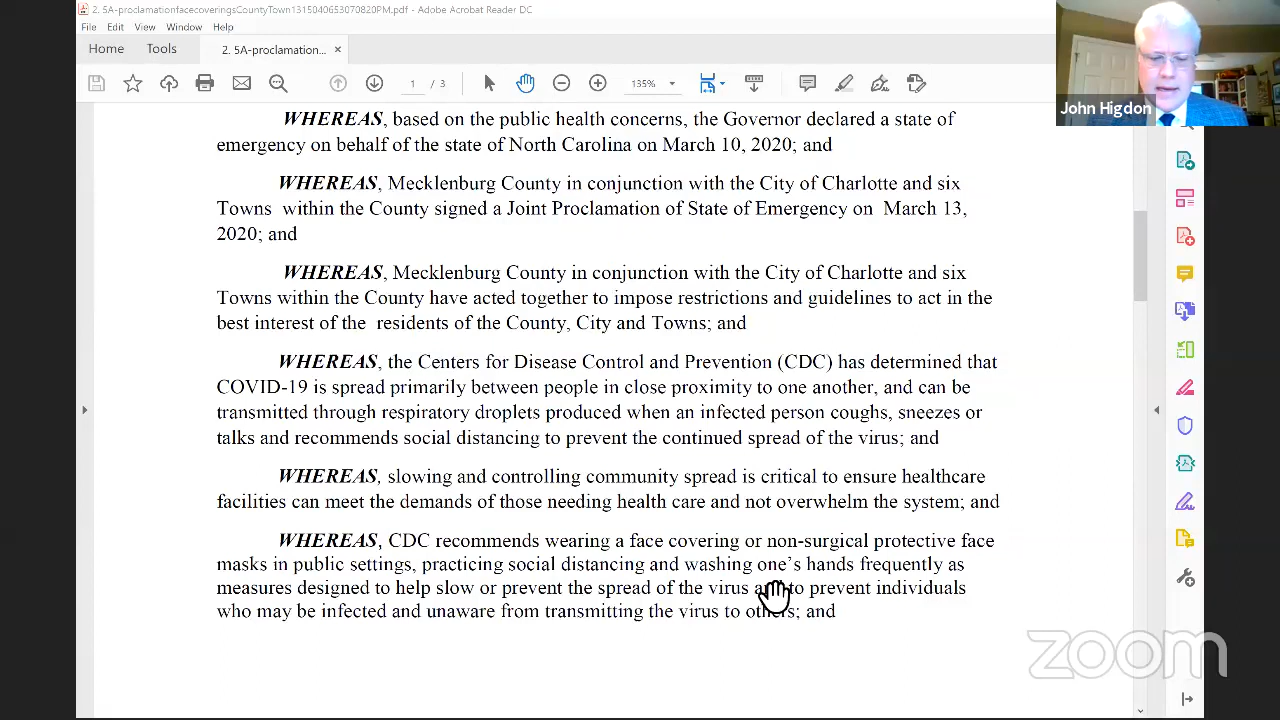 2. 5A-proclamationfacecoveringsCountyTown1315040653070820PM.pdf - Adobe Acrobat Reader DC
File Edit View Window Help
Home Tools 2. 5A-proclamation... ×
1 / 3 135%
John Higdon
WHEREAS, based on the public health concerns, the Governor declared a state of
emergency on behalf of the state of North Carolina on March 10, 2020; and
WHEREAS, Mecklenburg County in conjunction with the City of Charlotte and six
Towns within the County signed a Joint Proclamation of State of Emergency on March 13,
2020; and
WHEREAS, Mecklenburg County in conjunction with the City of Charlotte and six
Towns within the County have acted together to impose restrictions and guidelines to act in the
best interest of the residents of the County, City and Towns; and
WHEREAS, the Centers for Disease Control and Prevention (CDC) has determined that
COVID-19 is spread primarily between people in close proximity to one another, and can be
transmitted through respiratory droplets produced when an infected person coughs, sneezes or
talks and recommends social distancing to prevent the continued spread of the virus; and
WHEREAS, slowing and controlling community spread is critical to ensure healthcare
facilities can meet the demands of those needing health care and not overwhelm the system; and
WHEREAS, CDC recommends wearing a face covering or non-surgical protective face
masks in public settings, practicing social distancing and washing one's hands frequently as
measures designed to help slow or prevent the spread of the virus to prevent individuals
who may be infected and unaware from transmitting the virus to others; and
zoom